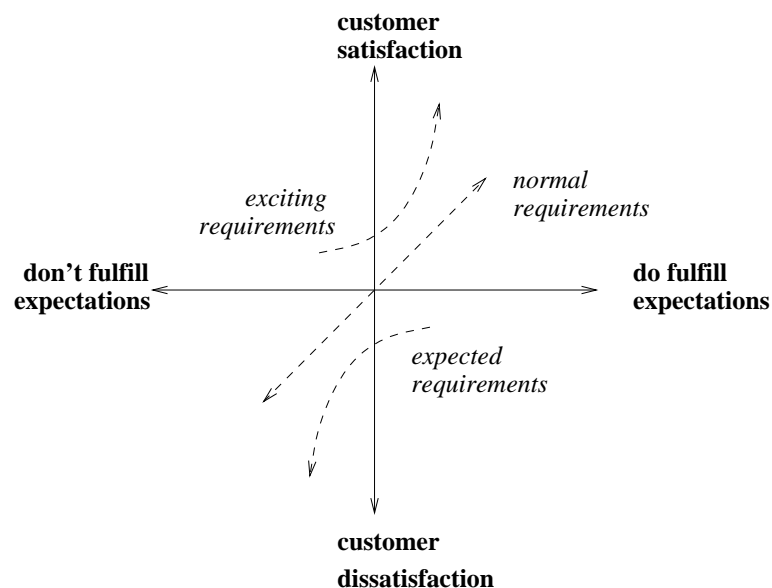 customer
satisfaction
exciting
requirements
normal
requirements
don't fulfill
expectations
do fulfill
expectations
expected
requirements
customer
dissatisfaction